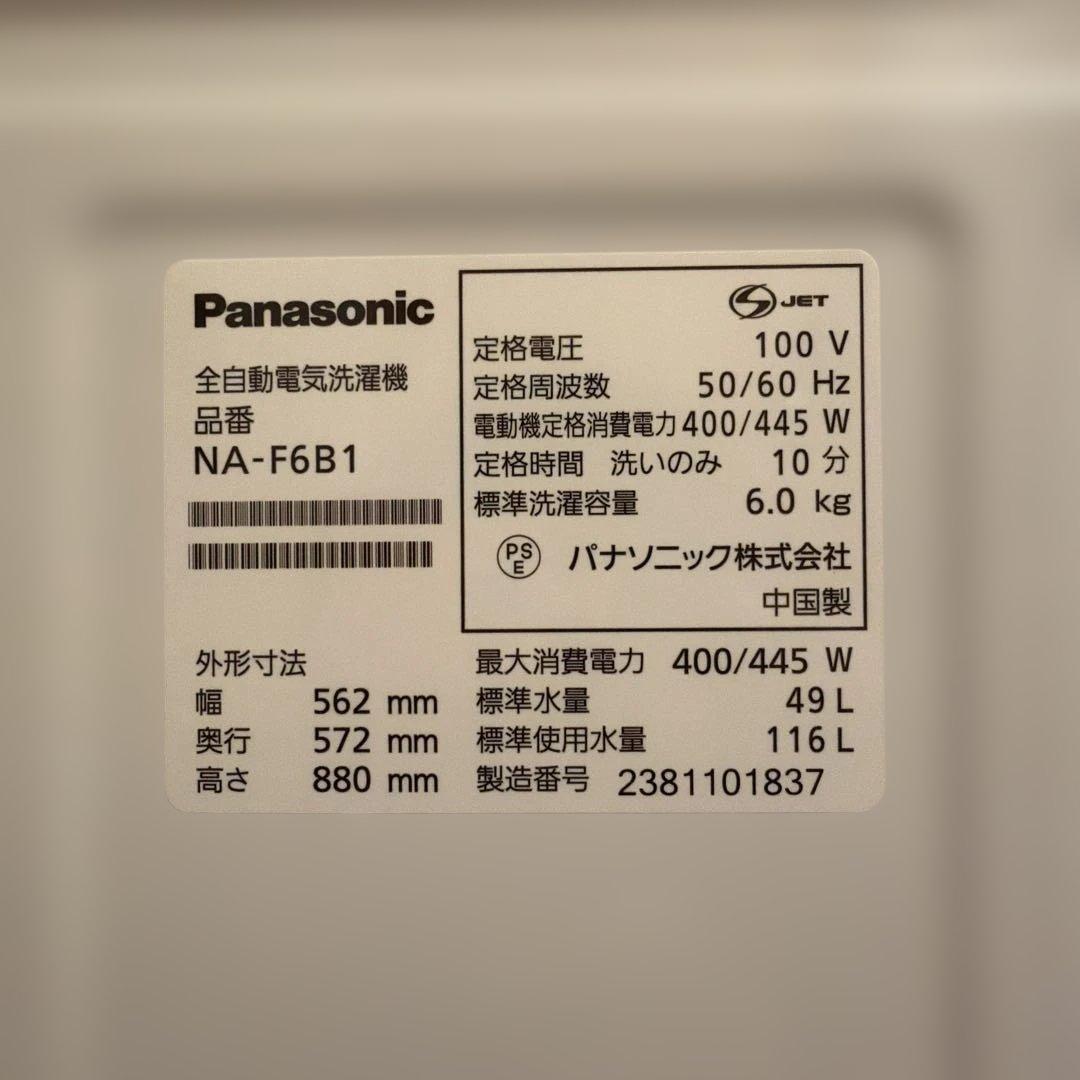 Panasonic
全自動電気洗濯機
品番
NA-F6B1
JET
定格電圧 100 V
定格周波数 50/60 Hz
電動機定格消費電力 400/445 W
定格時間 洗いのみ 10 分
標準洗濯容量 6.0 kg
PSE パナソニック株式会社
中国製
外形寸法
幅 562 mm
奥行 572 mm
高さ 880 mm
最大消費電力 400/445 W
標準水量 49 L
標準使用水量 116 L
製造番号 2381101837